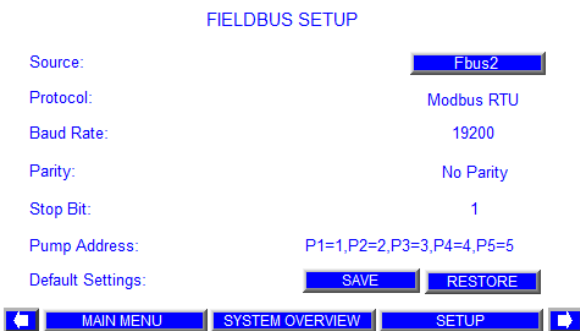 FIELDBUS SETUP
Source: Fbus2
Protocol: Modbus RTU
Baud Rate: 19200
Parity: No Parity
Stop Bit: 1
Pump Address: P1=1,P2=2,P3=3,P4=4,P5=5
Default Settings: SAVE RESTORE
MAIN MENU SYSTEM OVERVIEW SETUP